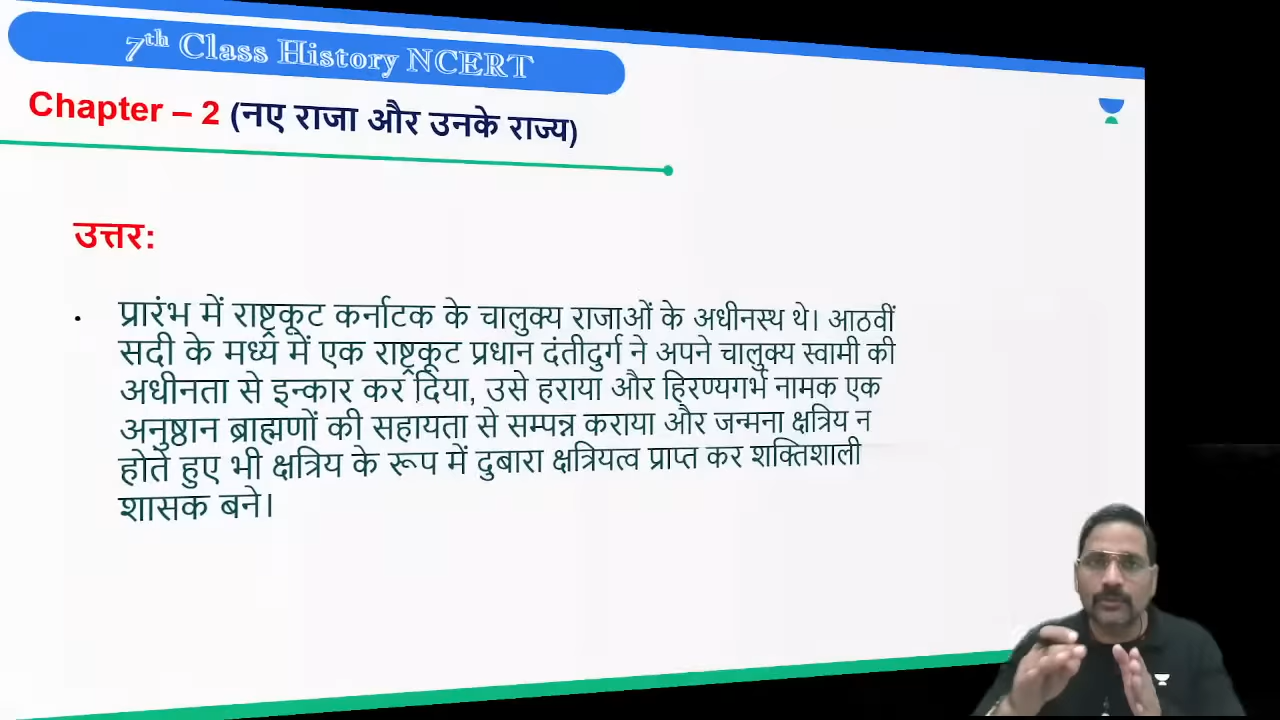 7th Class History NCERT
Chapter – 2 (नए राजा और उनके राज्य)
उत्तर:
• प्रारंभ में राष्ट्रकूट कर्नाटक के चालुक्य राजाओं के अधीनस्थ थे। आठवीं
सदी के मध्य में एक राष्ट्रकूट प्रधान दंतीदुर्ग ने अपने चालुक्य स्वामी की
अधीनता से इन्कार कर दिया, उसे हराया और हिरण्यगर्भ नामक एक
अनुष्ठान ब्राह्मणों की सहायता से सम्पन्न कराया और जन्मना क्षत्रिय न
होते हुए भी क्षत्रिय के रूप में दुबारा क्षत्रियत्व प्राप्त कर शक्तिशाली
शासक बने।